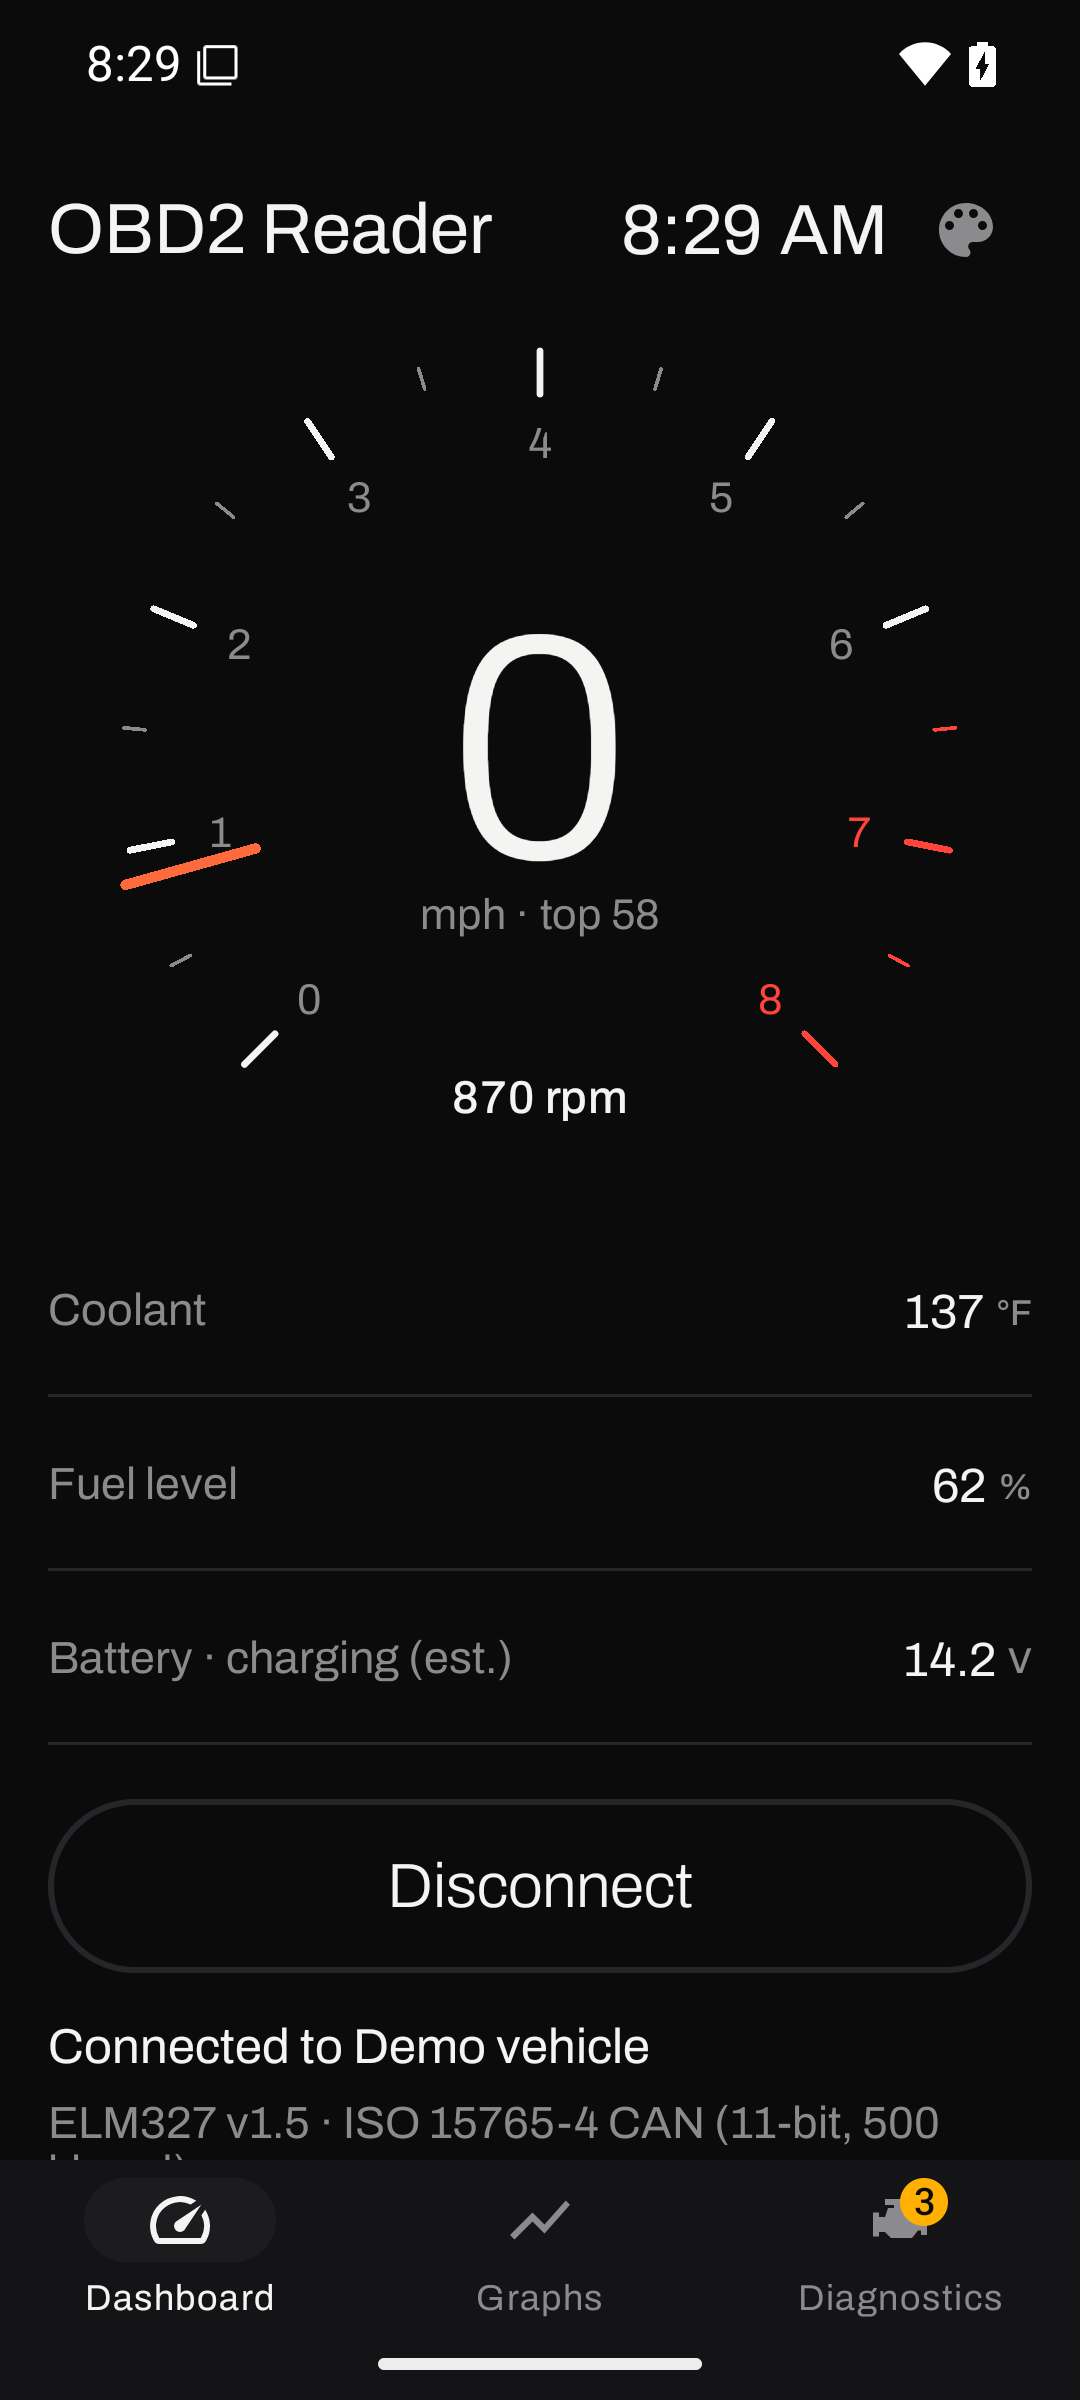 8:29
OBD2 Reader 8:29 AM
4
3 5
2 6
0
1 7
mph · top 58
0 8
870 rpm
Coolant 137 °F
Fuel level 62 %
Battery · charging (est.) 14.2 V
Disconnect
Connected to Demo vehicle
ELM327 v1.5 · ISO 15765-4 CAN (11-bit, 500
3
Dashboard Graphs Diagnostics